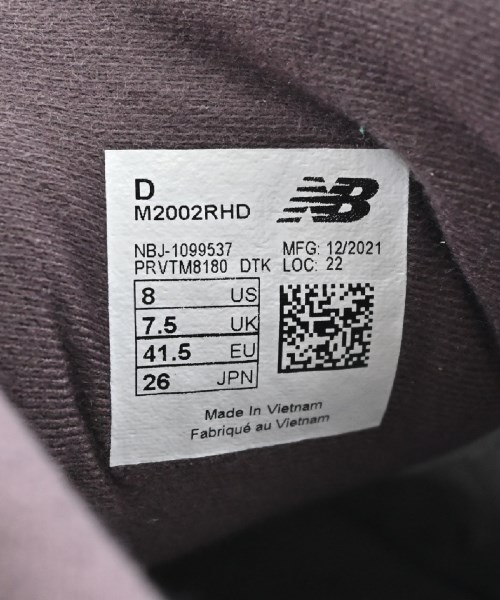 D
M2002RHD
NB
NBJ-1099537 MFG: 12/2021
PRVTM8180 DTK LOC: 22
8 US
7.5 UK
41.5 EU
26 JPN
Made In Vietnam
Fabriqué au Vietnam